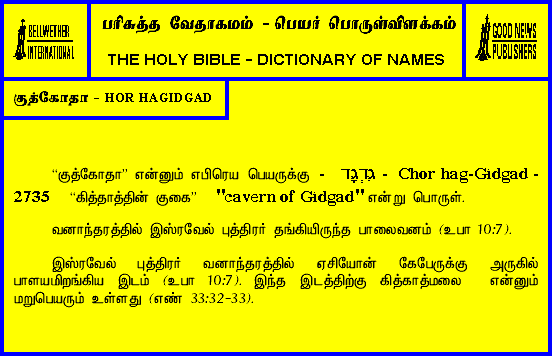 BELLWETHER
INTERNATIONAL
பரிசுத்த வேதாகமம் - பெயர் பொருள்விளக்கம்
THE HOLY BIBLE - DICTIONARY OF NAMES
GOOD NEWS
PUBLISHERS
குத்கோதா - HOR HAGIDGAD
“குத்கோதா” என்னும் எபிரெய பெயருக்கு - גִּדְגָּד - Chor hag-Gidgad -
2735 “கித்தாத்தின் குகை” "cavern of Gidgad" என்று பொருள்.
வனாந்தரத்தில் இஸ்ரவேல் புத்திரர் தங்கியிருந்த பாலைவனம் (உபா 10:7).
இஸ்ரவேல் புத்திரர் வனாந்தரத்தில் ஏசியோன் கேபேருக்கு அருகில்
பாளயமிறங்கிய இடம் (உபா 10:7). இந்த இடத்திற்கு கித்காத்மலை என்னும்
மறுபெயரும் உள்ளது (எண் 33:32-33).